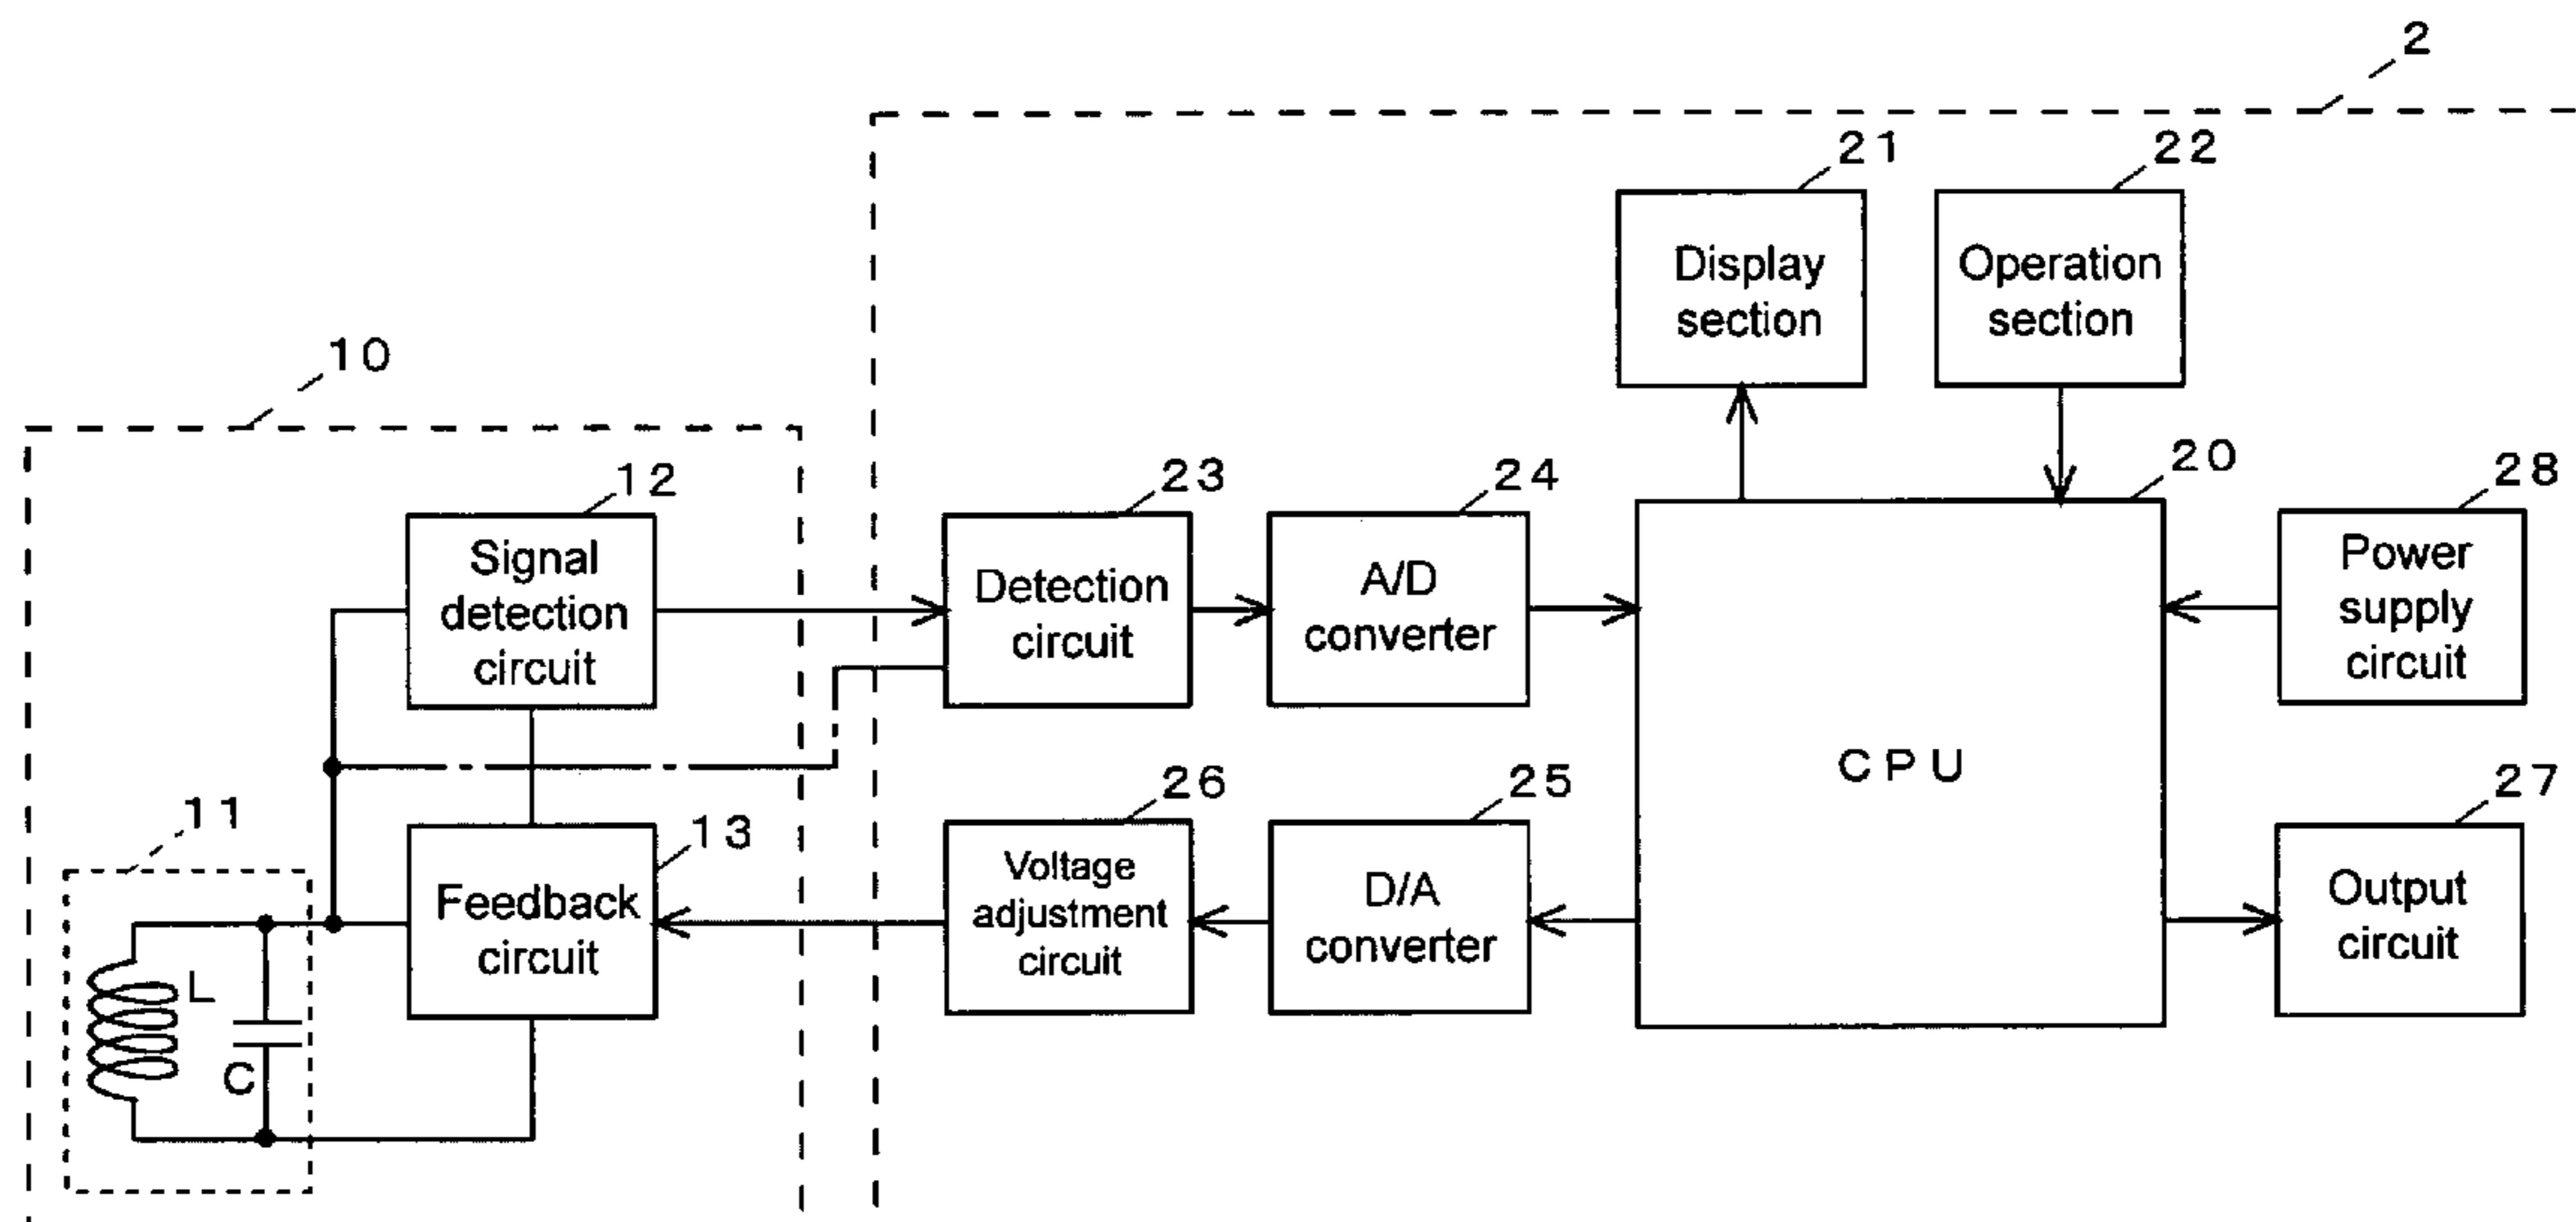 2
21
22
Display
section
Operation
section
10
12
23
24
20
28
Signal
detection
circuit
Detection
circuit
A/D
converter
Power
supply
circuit
CPU
11
13
26
25
27
Feedback
circuit
Voltage
adjustment
circuit
D/A
converter
Output
circuit
L
C